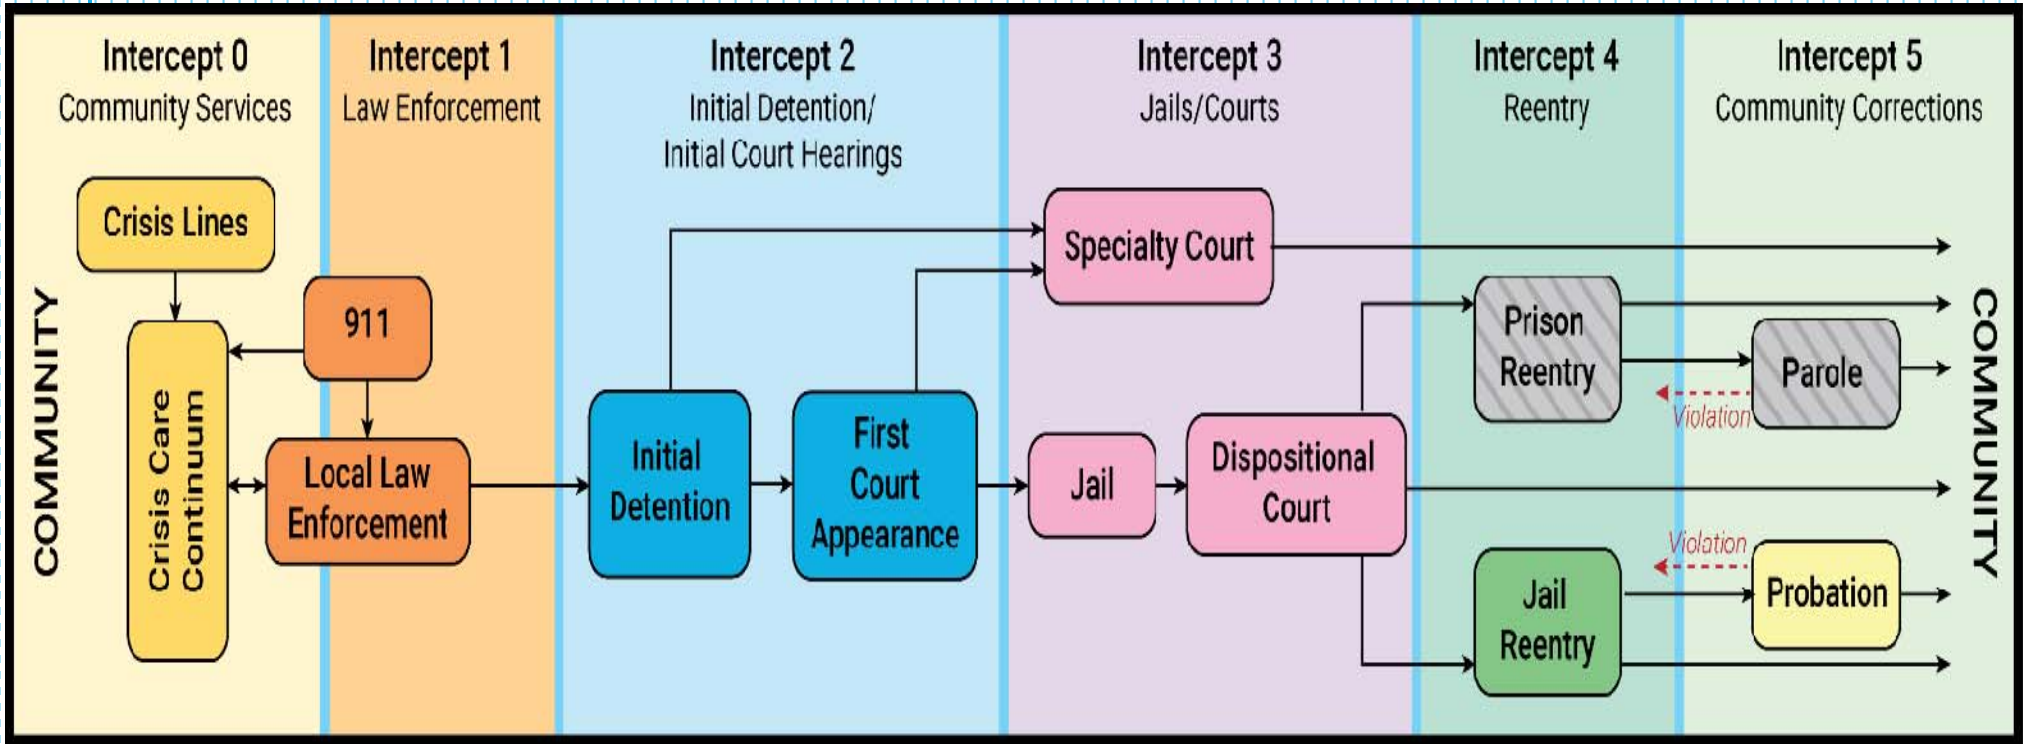 Intercept 0
Community Services
Intercept 1
Law Enforcement
Intercept 2
Initial Detention/
Initial Court Hearings
Intercept 3
Jails/Courts
Intercept 4
Reentry
Intercept 5
Community Corrections
COMMUNITY
Crisis Lines
Crisis Care
Continuum
911
Local Law
Enforcement
Initial
Detention
First
Court
Appearance
Specialty Court
Jail
Dispositional
Court
Prison
Reentry
Parole
Violation
Violation
Jail
Reentry
Probation
COMMUNITY